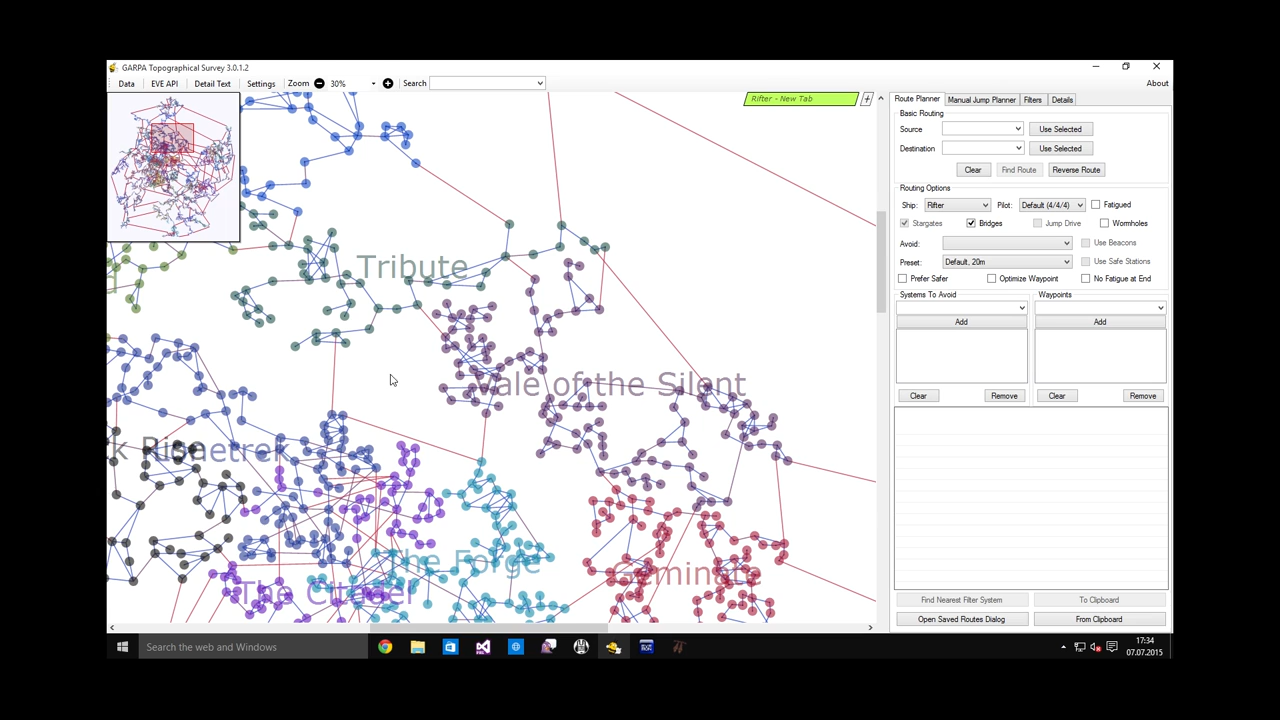 GARPA Topographical Survey 3.0.1.2
Data EVE API Detail Text Settings Zoom 30% Search About
Rifter - New Tab
Route Planner Manual Jump Planner Filters Details
Basic Routing
Source Use Selected
Destination Use Selected
Clear Find Route Reverse Route
Routing Options
Ship: Rifter Pilot: Default (4/4/4) Fatigued
Stargates Bridges Jump Drive Wormholes
Avoid: Use Beacons
Preset: Default, 20m Use Safe Stations
Prefer Safer Optimize Waypoint No Fatigue at End
Systems To Avoid Waypoints
Add Add
Clear Remove Clear Remove
Find Nearest Filter System To Clipboard
Open Saved Routes Dialog From Clipboard
Tribute
Vale of the Silent
k Rise
The Forge
Geminate
The Citadel
Search the web and Windows
17:34
07.07.2015